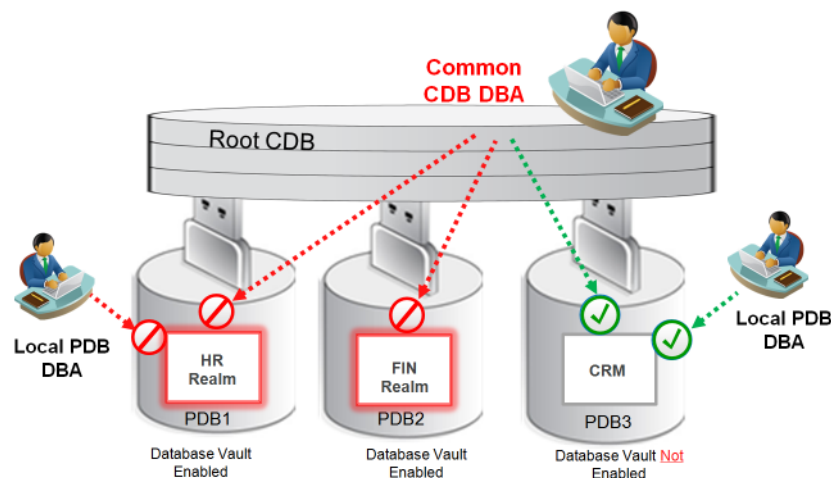 Common
CDB DBA
Root CDB
Local PDB
DBA
HR
Realm
PDB1
Database Vault
Enabled
FIN
Realm
PDB2
Database Vault
Enabled
CRM
PDB3
Database Vault Not
Enabled
Local PDB
DBA